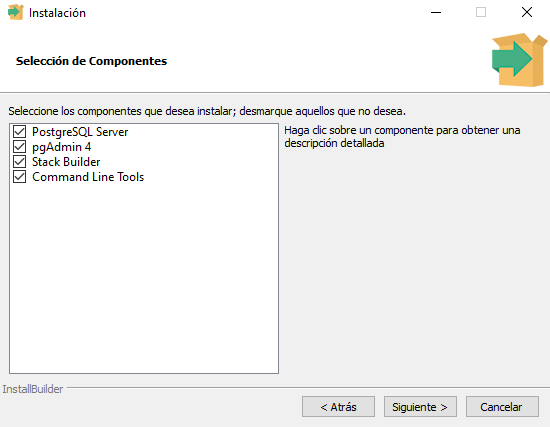 Instalación
Selección de Componentes
Seleccione los componentes que desea instalar; desmarque aquellos que no desea.
PostgreSQL Server
pgAdmin 4
Stack Builder
Command Line Tools
Haga clic sobre un componente para obtener una
descripción detallada
InstallBuilder
< Atrás
Siguiente >
Cancelar